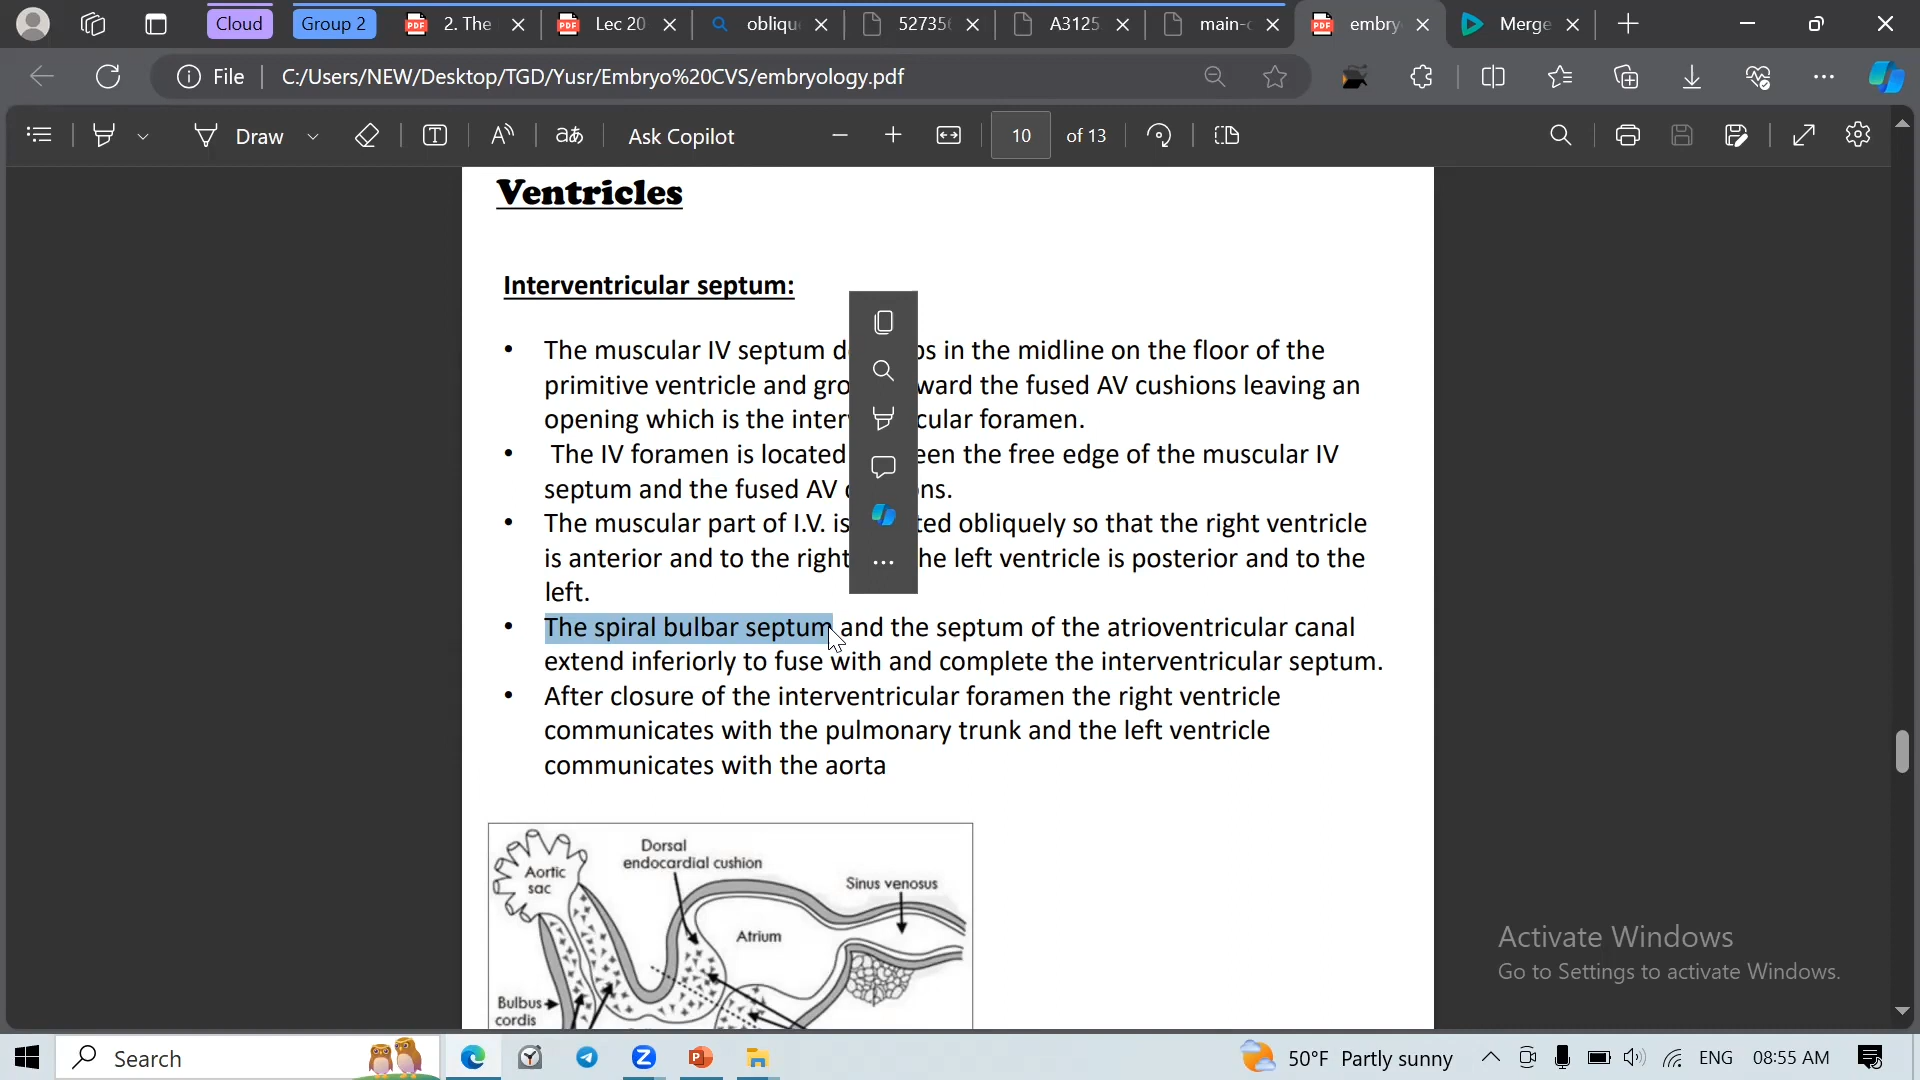 Cloud
Group 2
2. The
Lec 20
obliqu
52735
A3125
main-c
embry
Merge
File
C:/Users/NEW/Desktop/TGD/Yusr/Embryo%20CVS/embryology.pdf
Draw
aあ
Ask Copilot
10
of 13
Ventricles
Interventricular septum:
• The muscular IV septum d ps in the midline on the floor of the
primitive ventricle and gro ward the fused AV cushions leaving an
opening which is the inter cular foramen.
• The IV foramen is located een the free edge of the muscular IV
septum and the fused AV ns.
• The muscular part of I.V. is ted obliquely so that the right ventricle
is anterior and to the right he left ventricle is posterior and to the
left.
• The spiral bulbar septum and the septum of the atrioventricular canal
extend inferiorly to fuse with and complete the interventricular septum.
• After closure of the interventricular foramen the right ventricle
communicates with the pulmonary trunk and the left ventricle
communicates with the aorta
Dorsal
endocardial cushion
Aortic
sac
Sinus venosus
Atrium
Bulbus
cordis
Activate Windows
Go to Settings to activate Windows.
Search
50°F Partly sunny
ENG
08:55 AM